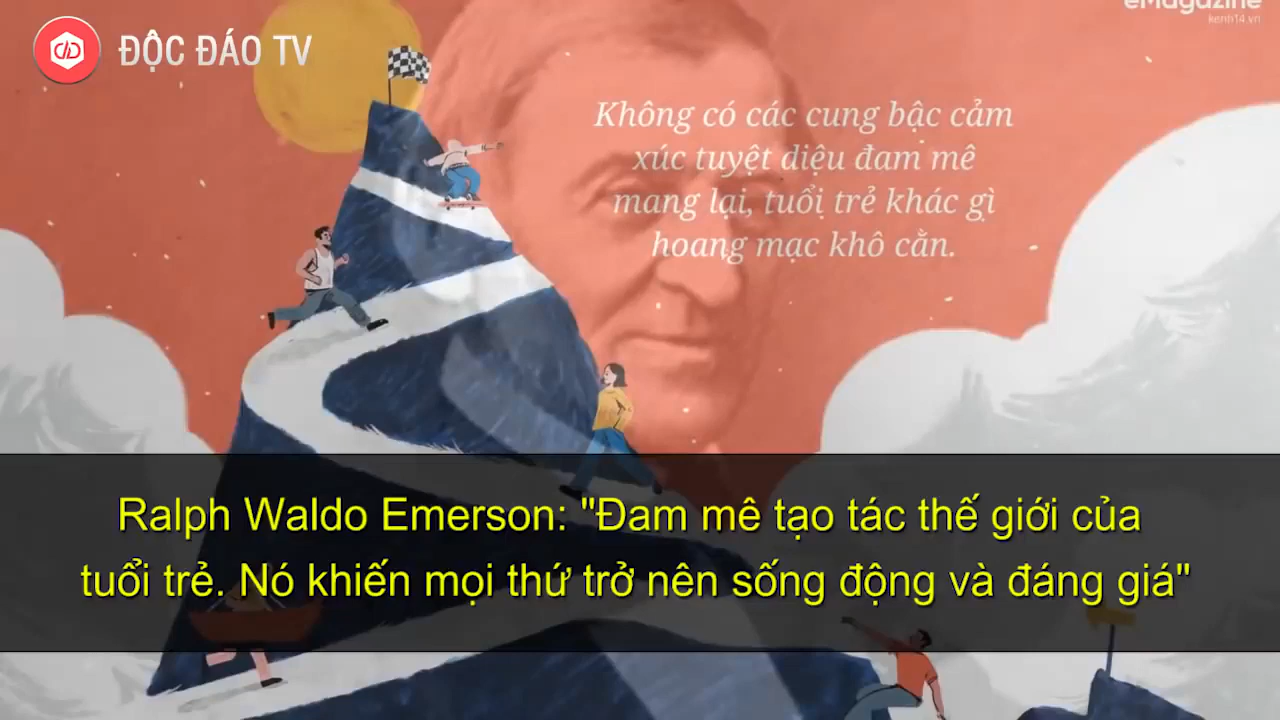 ĐỘC ĐÁO TV
eMagazine
kenh14.vn
Không có các cung bậc cảm
xúc tuyệt diệu đam mê
mang lại, tuổi trẻ khác gì
hoang mạc khô cằn.
Ralph Waldo Emerson: "Đam mê tạo tác thế giới của
tuổi trẻ. Nó khiến mọi thứ trở nên sống động và đáng giá"